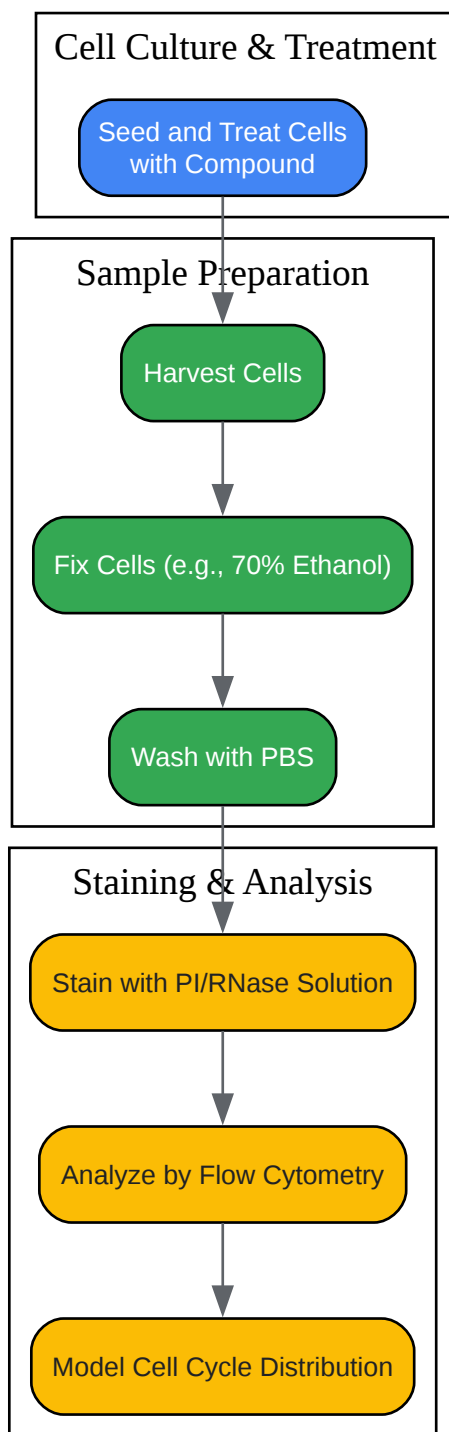 Cell Culture & Treatment
Seed and Treat Cells
with Compound
Sample Preparation
Harvest Cells
Fix Cells (e.g., 70% Ethanol)
Wash with PBS
Staining & Analysis
Stain with PI/RNase Solution
Analyze by Flow Cytometry
Model Cell Cycle Distribution